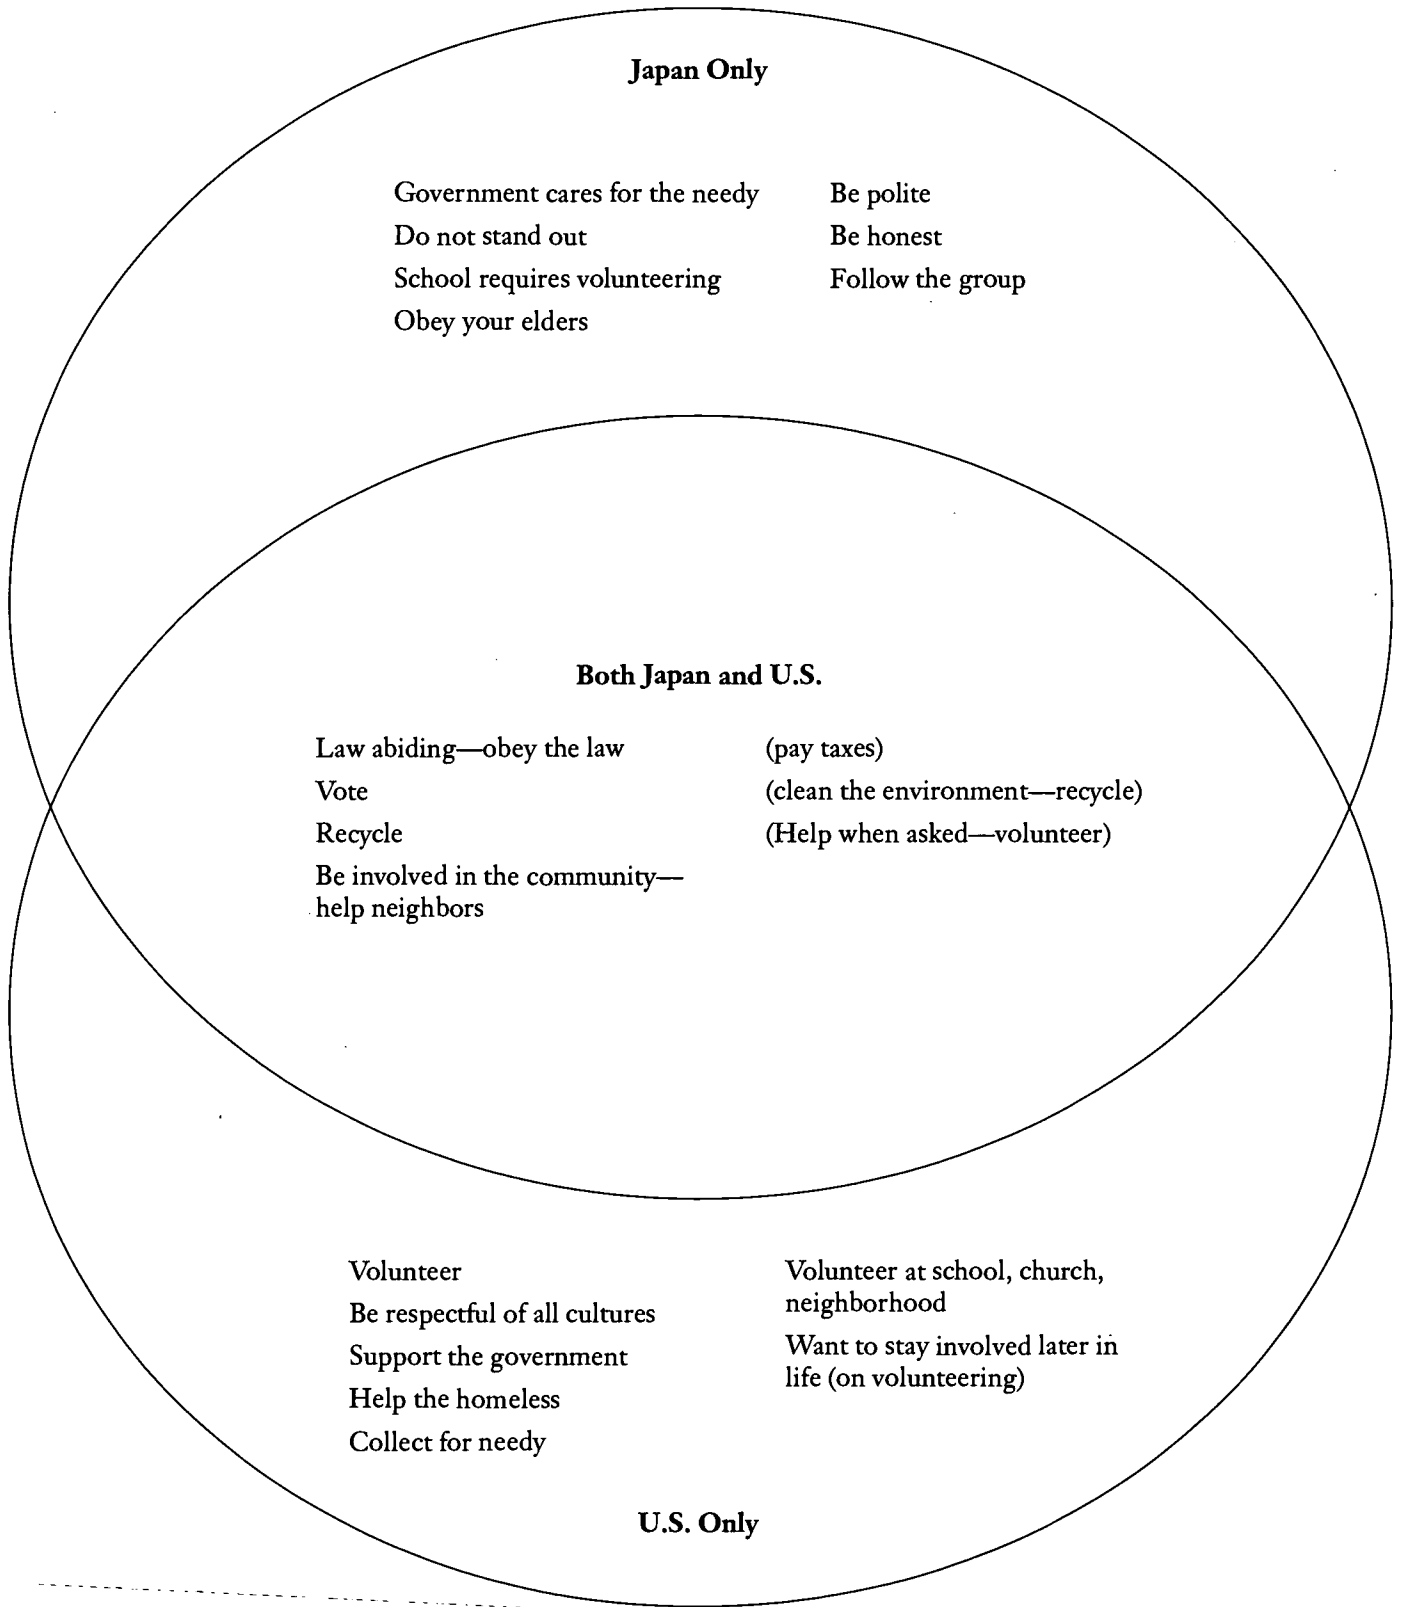 Japan Only
Government cares for the needy
Do not stand out
School requires volunteering
Obey your elders
Be polite
Be honest
Follow the group
Both Japan and U.S.
Law abiding—obey the law
Vote
Recycle
Be involved in the community—
help neighbors
(pay taxes)
(clean the environment—recycle)
(Help when asked—volunteer)
Volunteer
Be respectful of all cultures
Support the government
Help the homeless
Collect for needy
Volunteer at school, church,
neighborhood
Want to stay involved later in
life (on volunteering)
U.S. Only